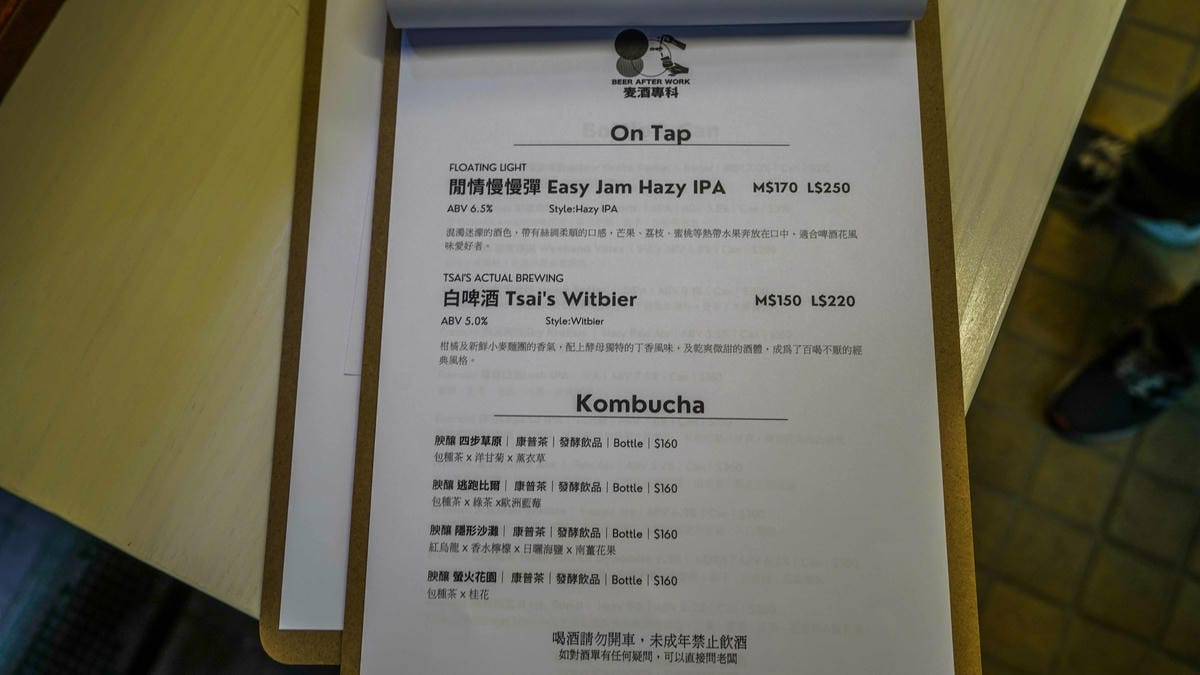 BEER AFTER WORK
麥酒專科
On Tap
FLOATING LIGHT
閒情慢慢彈 Easy Jam Hazy IPA M$170 L$250
ABV 6.5% Style:Hazy IPA
混濁迷濛的酒色，帶有絲綢柔順的口感，芒果、荔枝、蜜桃等熱帶水果奔放在口中，適合啤酒花風
味愛好者。
TSAI'S ACTUAL BREWING
白啤酒 Tsai's Witbier M$150 L$220
ABV 5.0% Style:Witbier
柑橘及新鮮小麥麵團的香氣，配上酵母獨特的丁香風味，及乾爽微甜的酒體，成爲了百喝不厭的經
典風格。
Kombucha
腴釀 四步草原｜ 康普茶｜發酵飲品｜Bottle｜$160
包種茶 x 洋甘菊 x 薰衣草
腴釀 逃跑比爾｜ 康普茶｜發酵飲品｜Bottle｜$160
包種茶 x 綠茶 x歐洲藍莓
腴釀 隱形沙灘｜ 康普茶｜發酵飲品｜Bottle｜$160
紅烏龍 x 香水檸檬 x 日曬海鹽 x 南薑花果
腴釀 螢火花園｜ 康普茶｜發酵飲品｜Bottle｜$160
包種茶 x 桂花
喝酒請勿開車，未成年禁止飲酒
如對酒單有任何疑問，可以直接問老闆